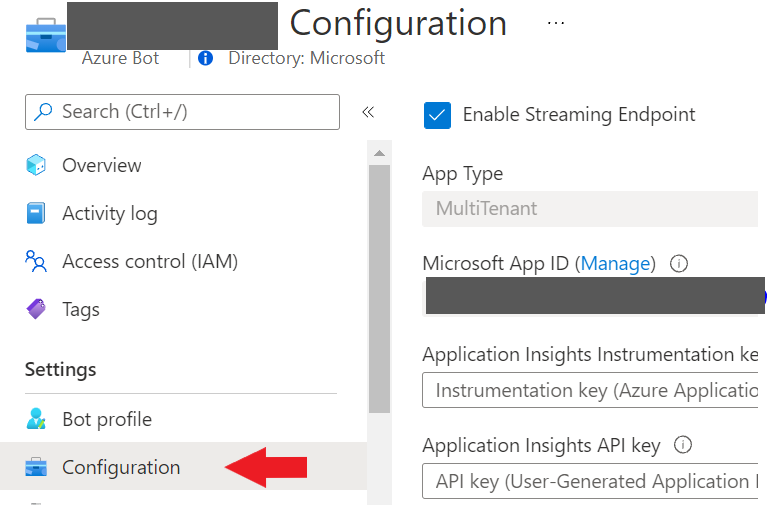 Configuration ...
Azure Bot
Directory: Microsoft
Search (Ctrl+/)
«
Overview
Activity log
Access control (IAM)
Tags
Settings
Bot profile
Configuration
Enable Streaming Endpoint
App Type
MultiTenant
Microsoft App ID (Manage)
Application Insights Instrumentation ke
Instrumentation key (Azure Applicatio
Application Insights API key
API key (User-Generated Application I